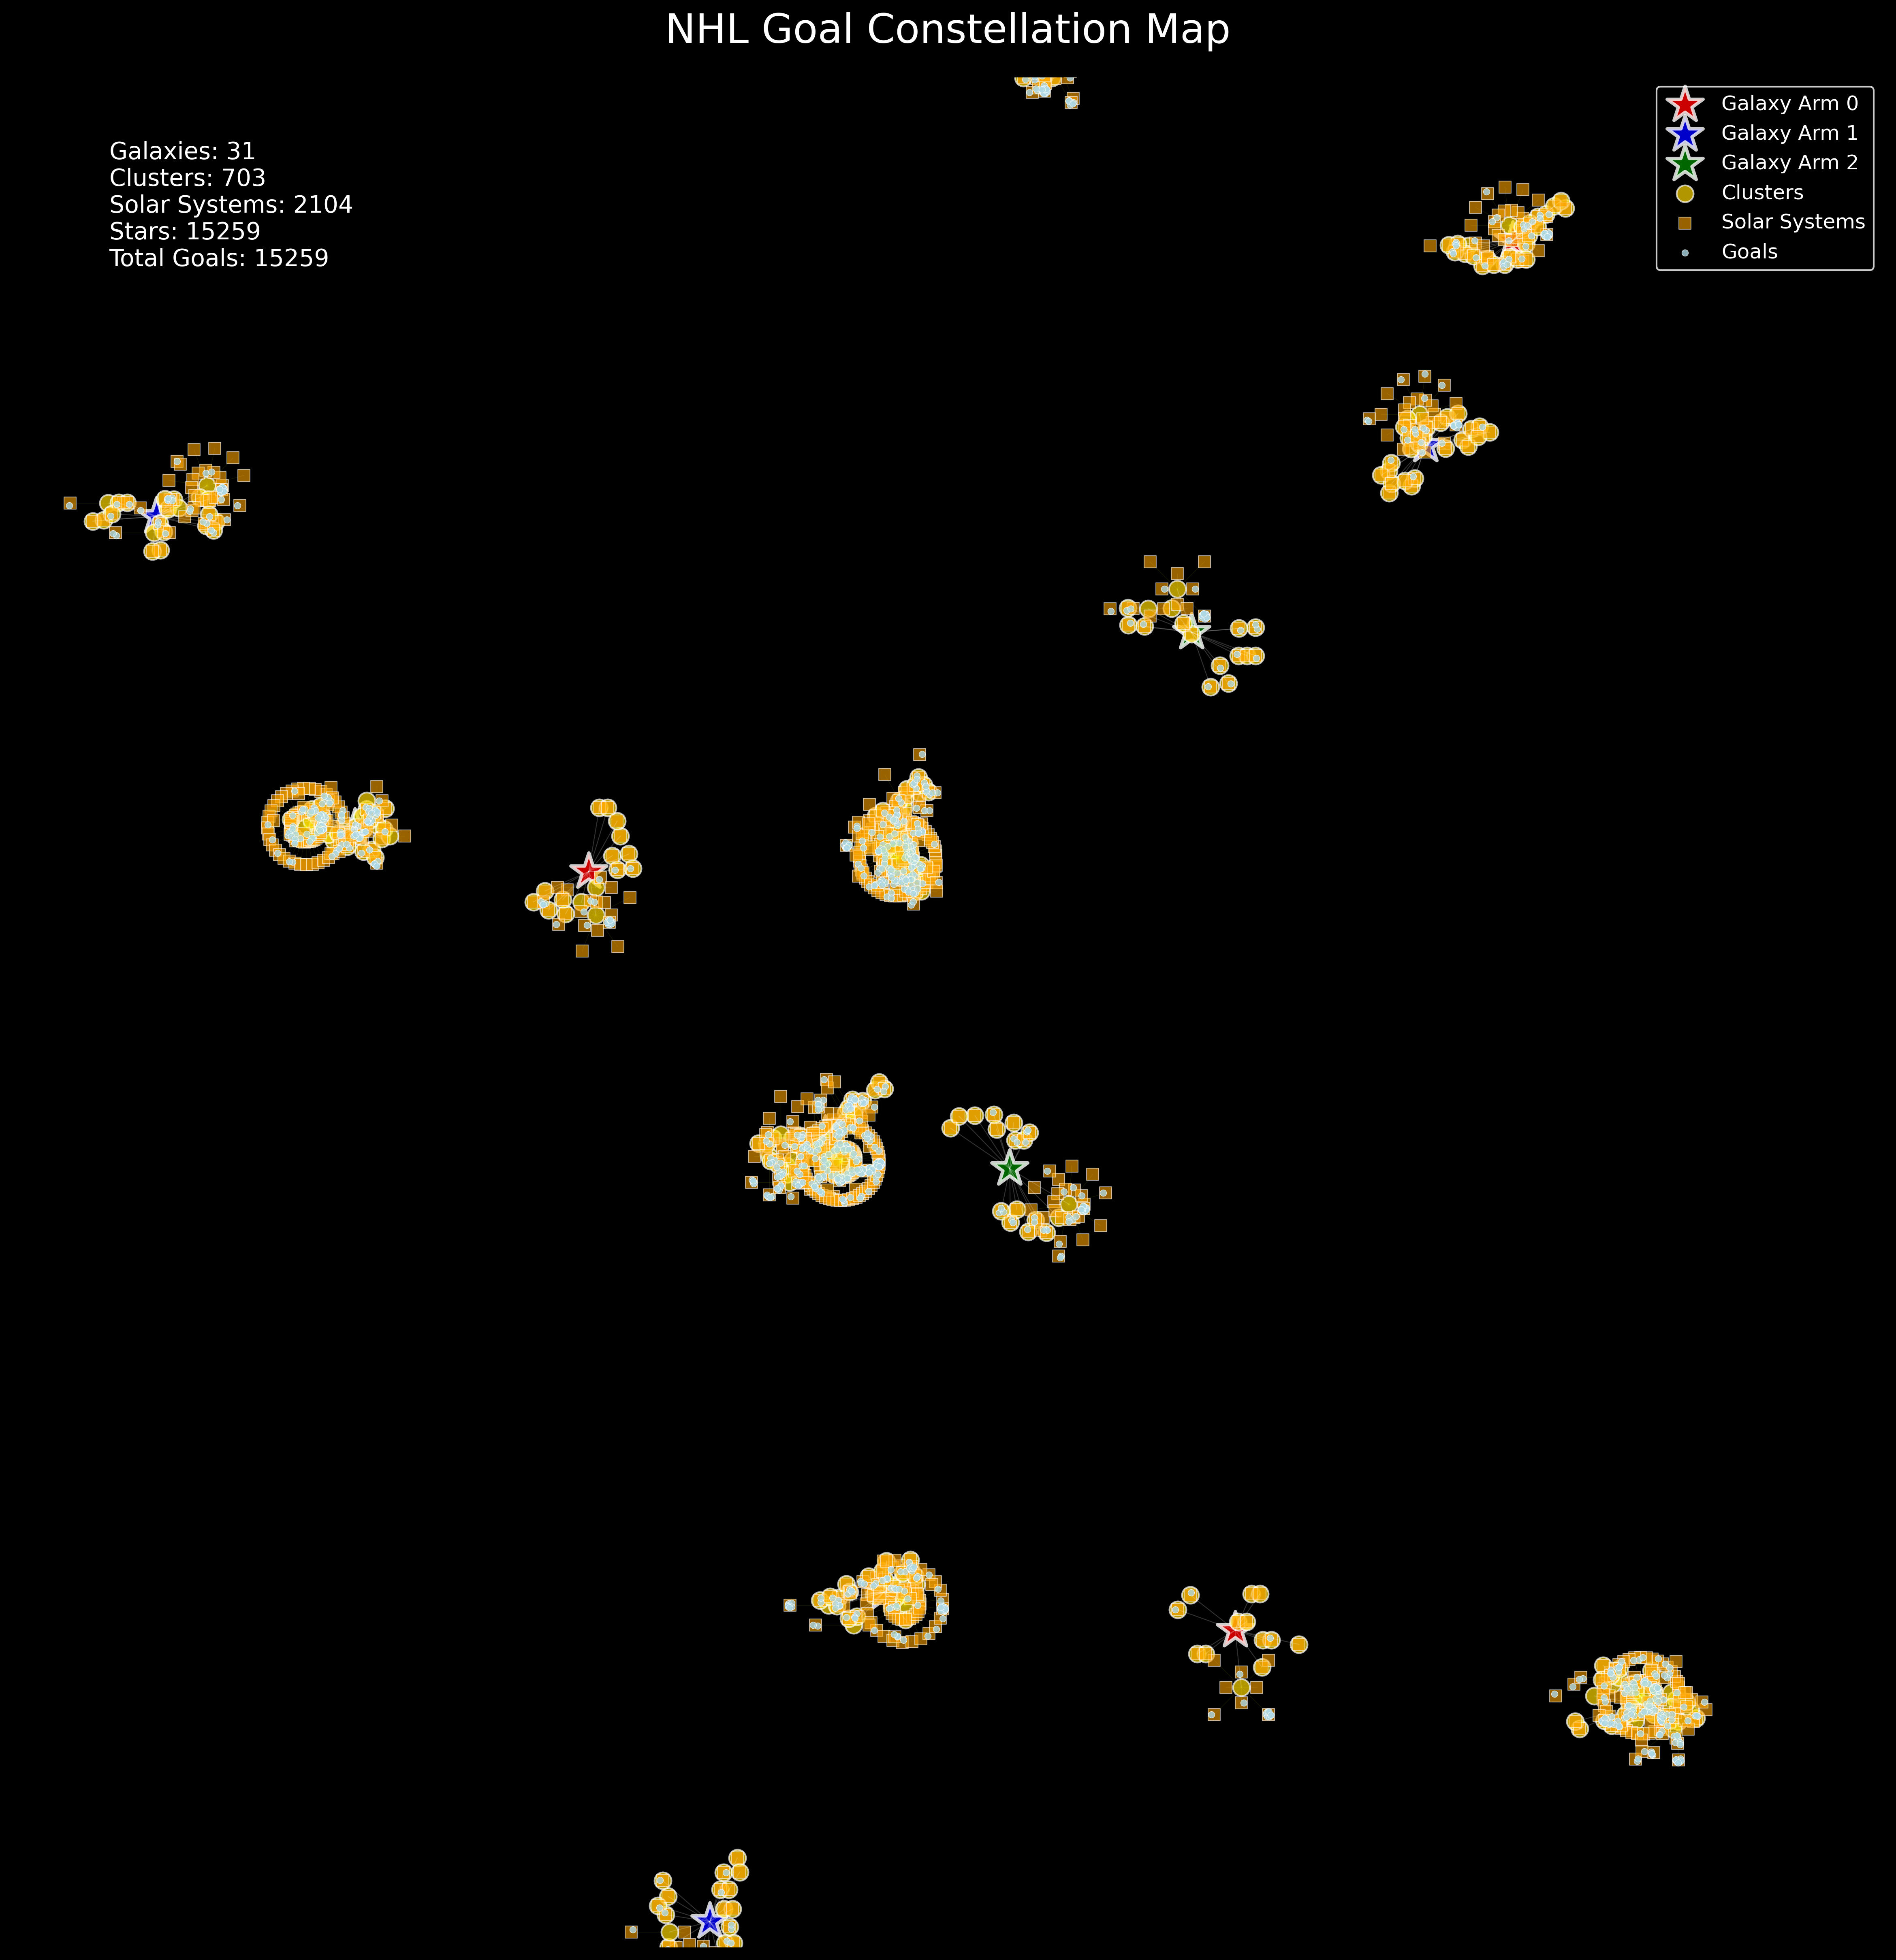 NHL Goal Constellation Map
Galaxies: 31
Clusters: 703
Solar Systems: 2104
Stars: 15259
Total Goals: 15259
Galaxy Arm 0
Galaxy Arm 1
Galaxy Arm 2
Clusters
Solar Systems
Goals